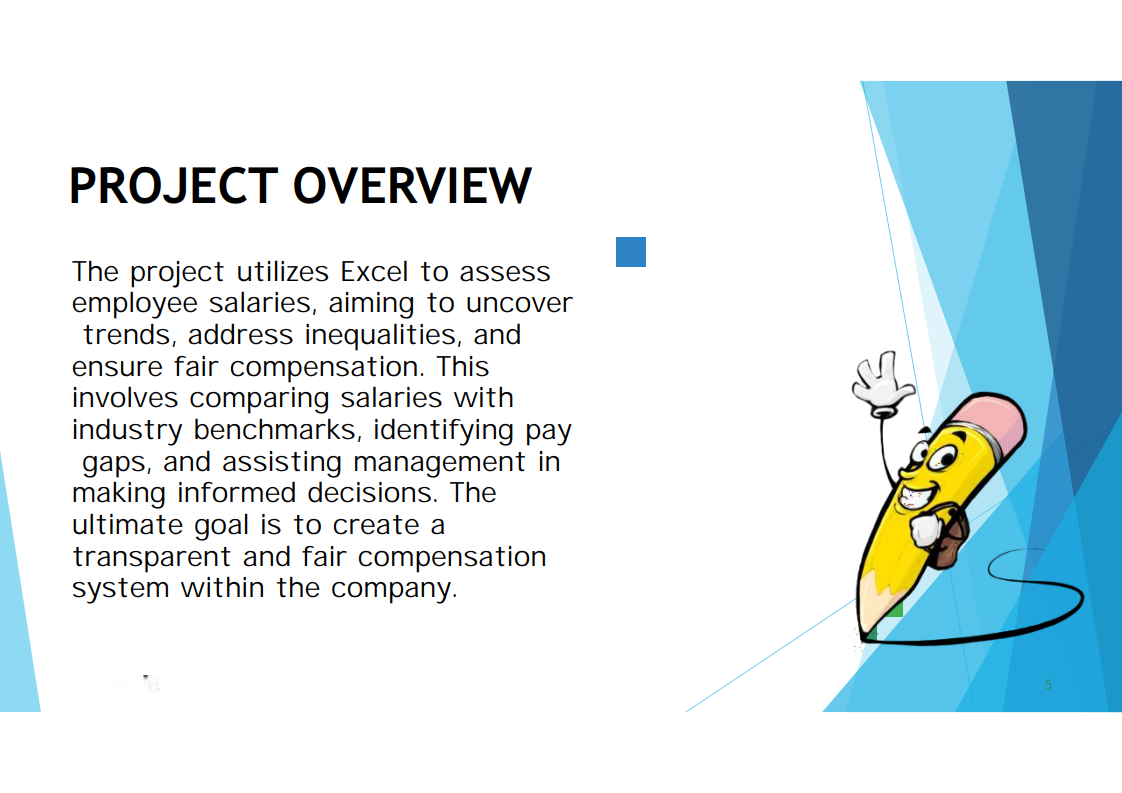 PROJECT OVERVIEW
The project utilizes Excel to assess
employee salaries, aiming to uncover
trends, address inequalities, and
ensure fair compensation. This
involves comparing salaries with
industry benchmarks, identifying pay
gaps, and assisting management in
making informed decisions. The
ultimate goal is to create a
transparent and fair compensation
system within the company.
5